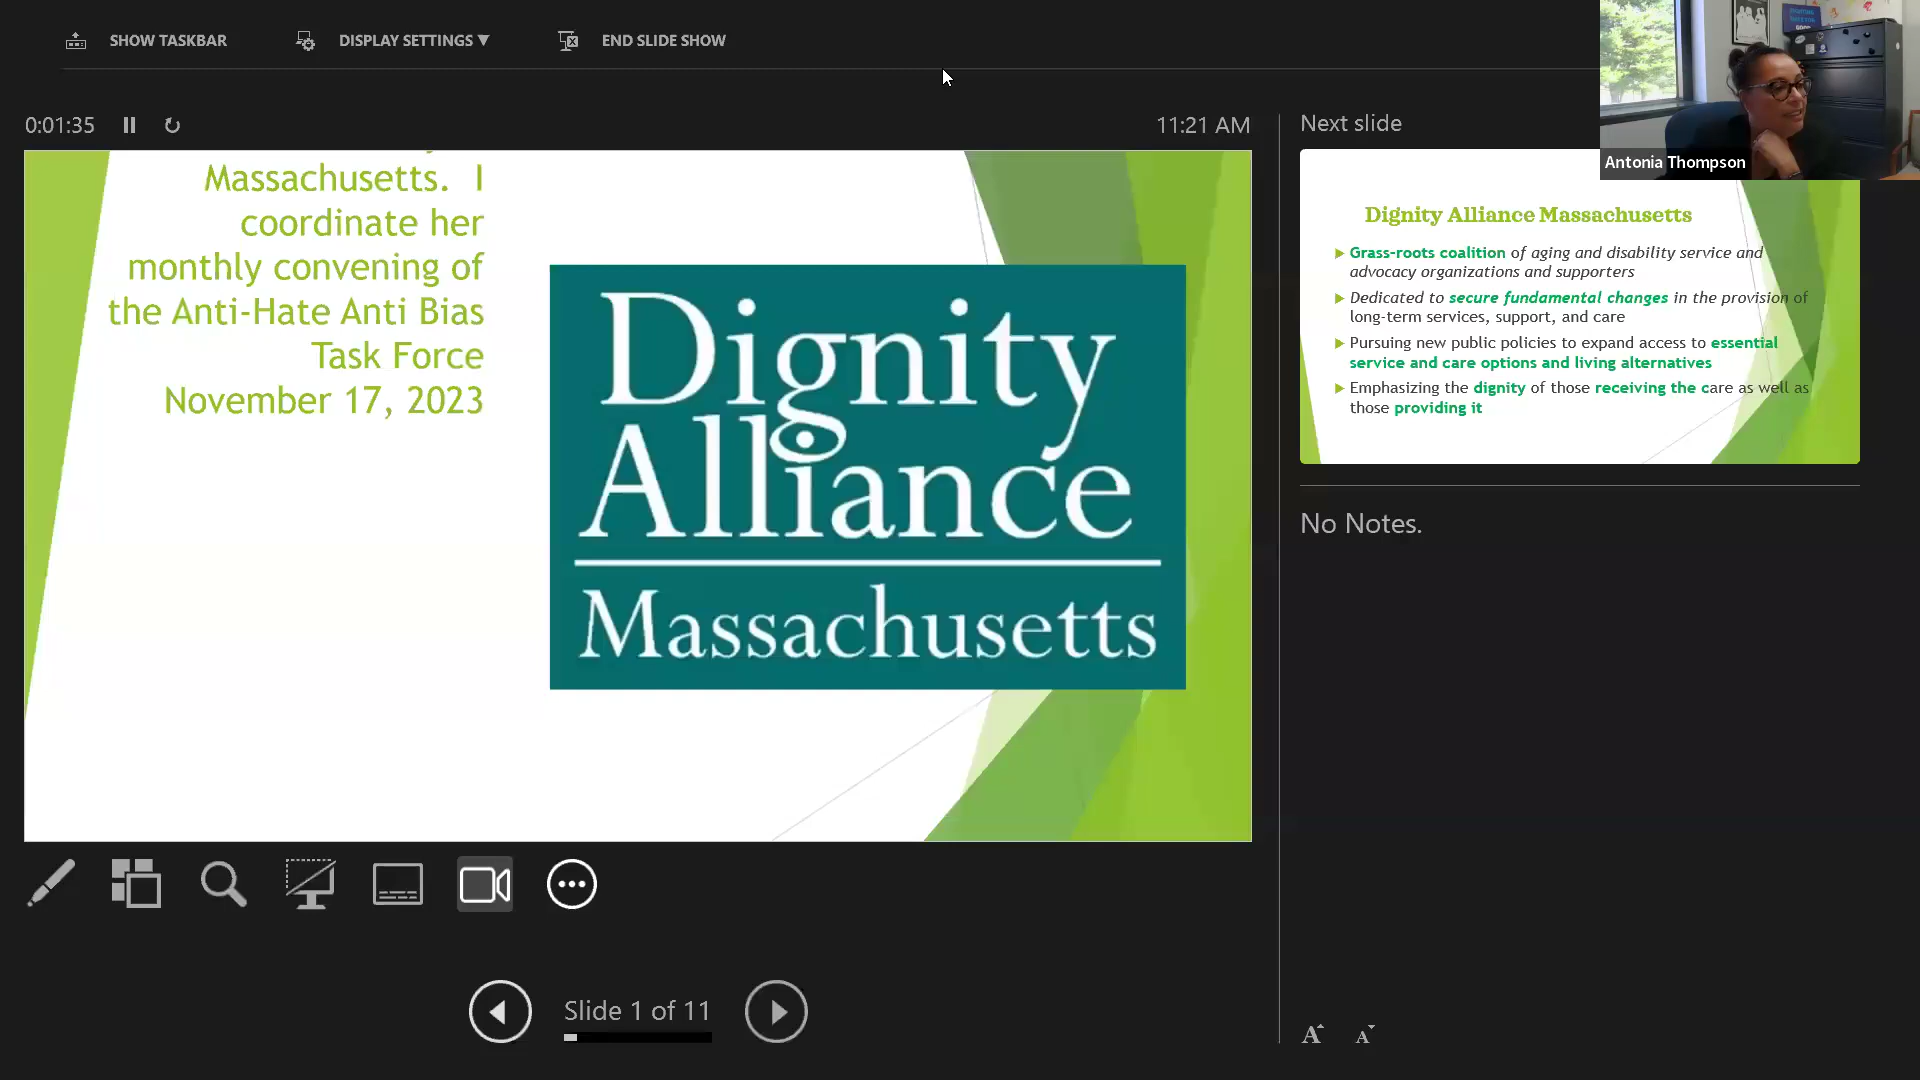 SHOW TASKBAR
DISPLAY SETTINGS ▼
END SLIDE SHOW
0:01:35
11:21 AM
Next slide
Antonia Thompson
Massachusetts. I
coordinate her
monthly convening of
the Anti-Hate Anti Bias
Task Force
November 17, 2023
Dignity
Alliance
Massachusetts
Dignity Alliance Massachusetts
Grass-roots coalition of aging and disability service and
advocacy organizations and supporters
Dedicated to secure fundamental changes in the provision of
long-term services, support, and care
Pursuing new public policies to expand access to essential
service and care options and living alternatives
Emphasizing the dignity of those receiving the care as well as
those providing it
No Notes.
Slide 1 of 11
A A